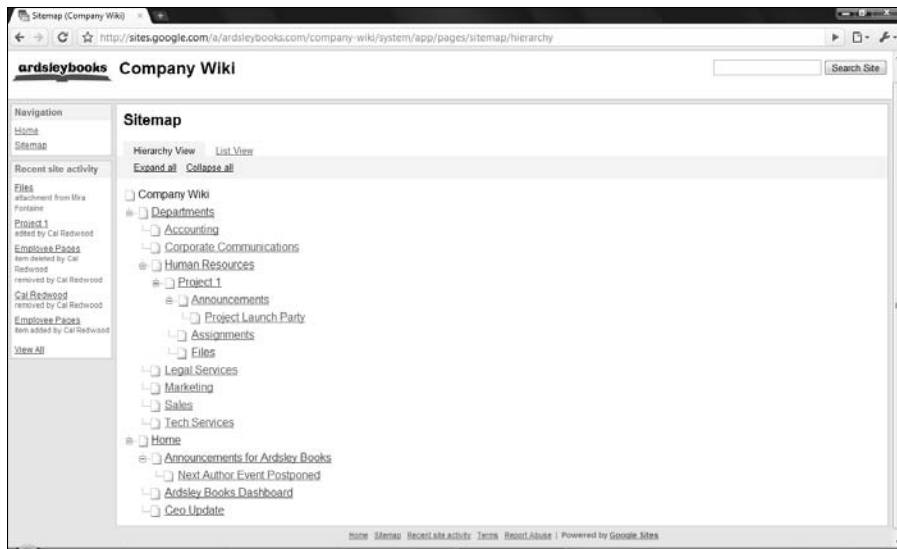 Sitemap (Company Wiki)
http://sites.google.com/a/ardsleybooks.com/company-wiki/system/app/pages/sitemap/hierarchy
ardsleybooks Company Wiki
Search Site
Navigation
Home
Sitemap
Recent site activity
Files
attachment from Mira
Fontaine
Project 1
edited by Cal Redwood
Employee Pages
item deleted by Cal
Redwood
removed by Cal Redwood
Cal Redwood
removed by Cal Redwood
Employee Pages
item added by Cal Redwood
View All
Sitemap
Hierarchy View List View
Expand all Collapse all
Company Wiki
Departments
Accounting
Corporate Communications
Human Resources
Project 1
Announcements
Project Launch Party
Assignments
Files
Legal Services
Marketing
Sales
Tech Services
Home
Announcements for Ardsley Books
Next Author Event Postponed
Ardsley Books Dashboard
Ceo Update
Home Sitemap Recent site activity Terms Report Abuse | Powered by Google Sites